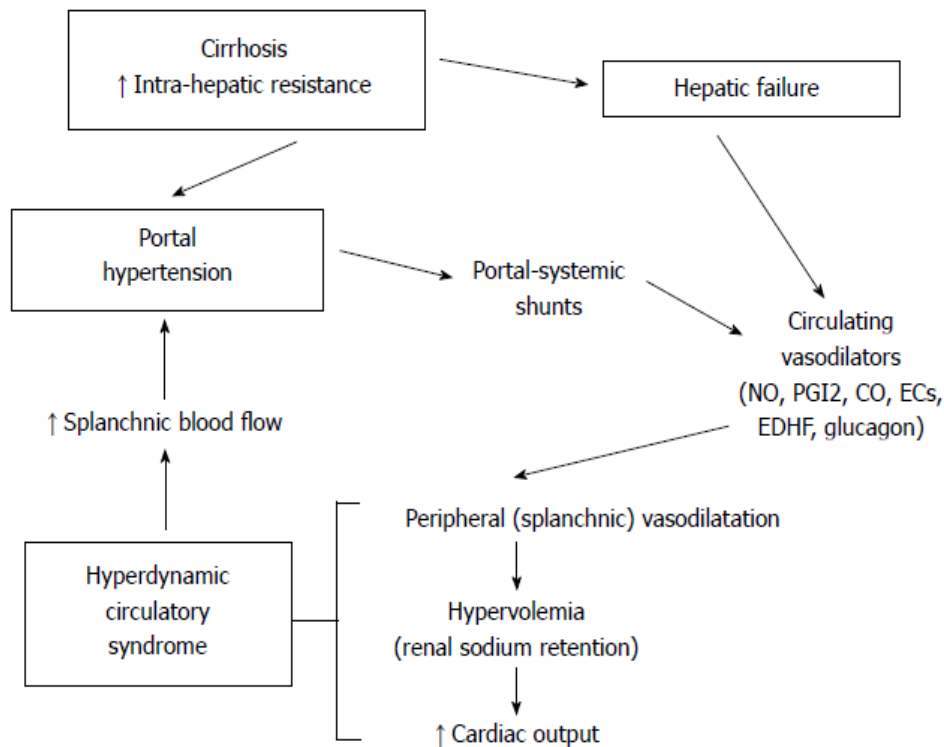 Cirrhosis
↑ Intra-hepatic resistance
Hepatic failure
Portal
hypertension
Portal-systemic
shunts
Circulating
vasodilators
(NO, PGI2, CO, ECs,
EDHF, glucagon)
↑ Splanchnic blood flow
Peripheral (splanchnic) vasodilatation
Hyperdynamic
circulatory
syndrome
Hypervolemia
(renal sodium retention)
↑ Cardiac output